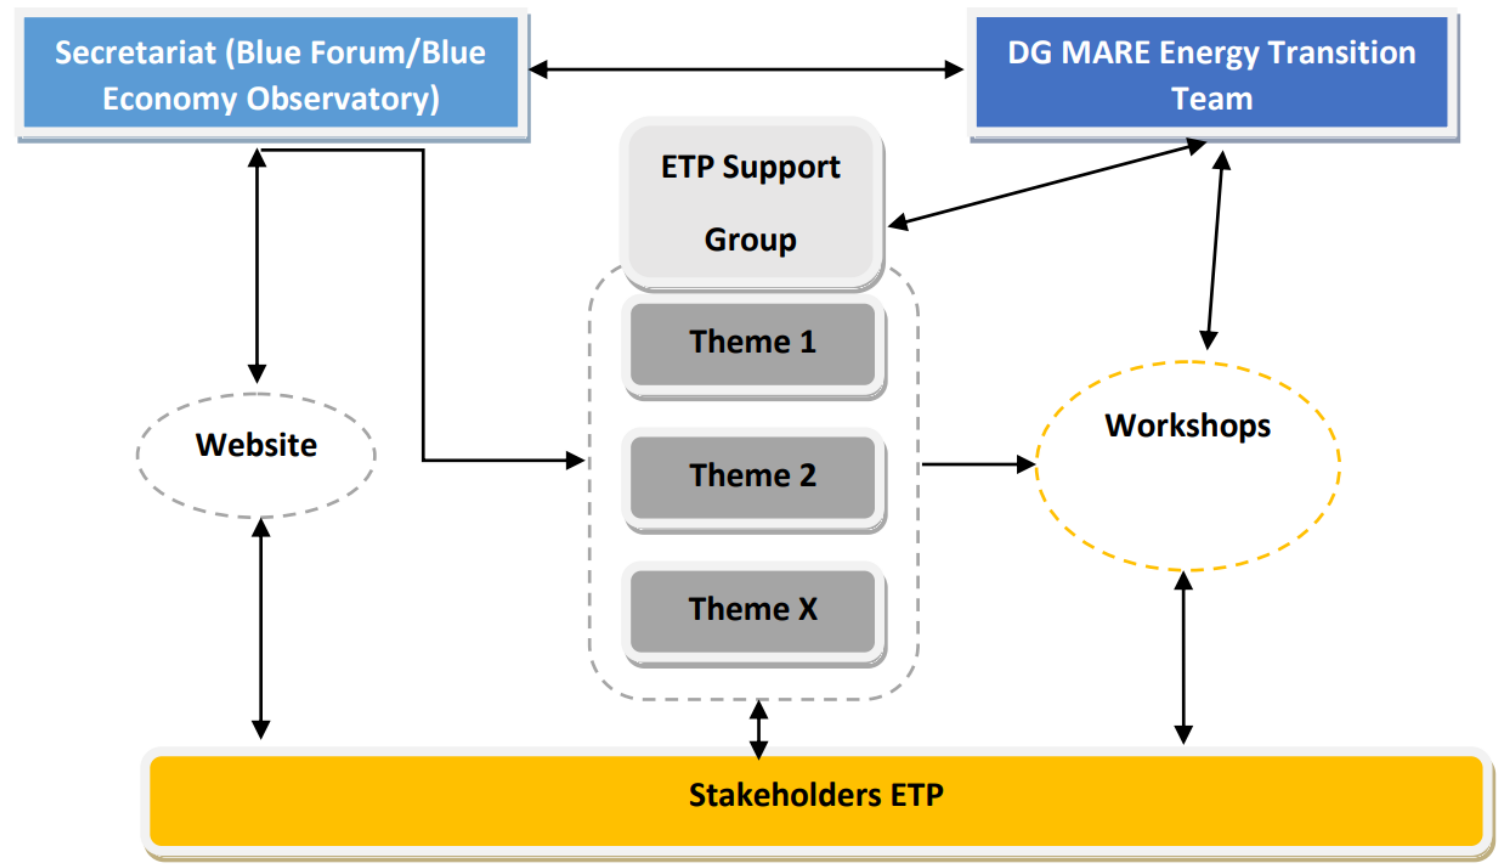 Secretariat (Blue Forum/Blue
Economy Observatory)
DG MARE Energy Transition
Team
ETP Support
Group
Theme 1
Theme 2
Theme X
Website
Workshops
Stakeholders ETP